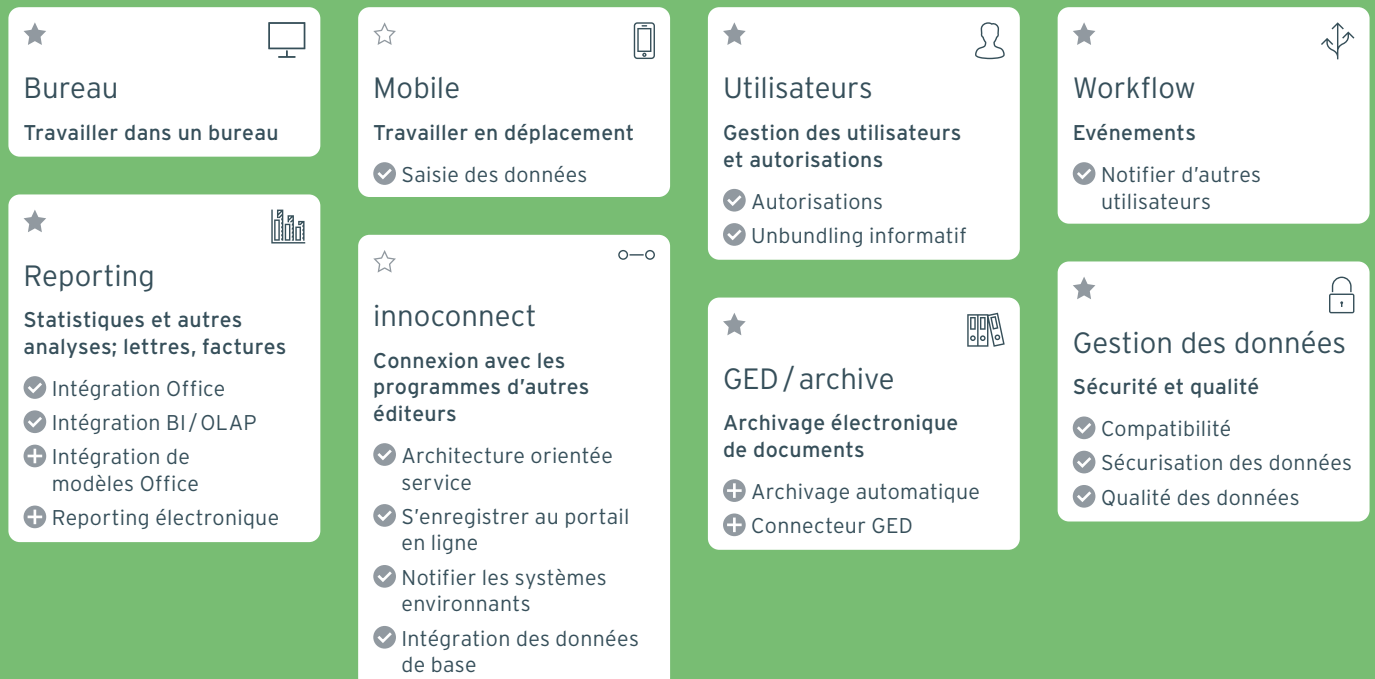 Bureau
Travailler dans un bureau
Reporting
Statistiques et autres
analyses; lettres, factures
Intégration Office
Intégration BI/OLAP
Intégration de
modèles Office
Reporting électronique
Mobile
Travailler en déplacement
Saisie des données
innoconnect
Connexion avec les
programmes d'autres
éditeurs
Architecture orientée
service
S'enregistrer au portail
en ligne
Notifier les systèmes
environnants
Intégration des données
de base
Utilisateurs
Gestion des utilisateurs
et autorisations
Autorisations
Unbundling informatif
GED/archive
Archivage électronique
de documents
Archivage automatique
Connecteur GED
Workflow
Evénements
Notifier d'autres
utilisateurs
Gestion des données
Sécurité et qualité
Compatibilité
Sécurisation des données
Qualité des données